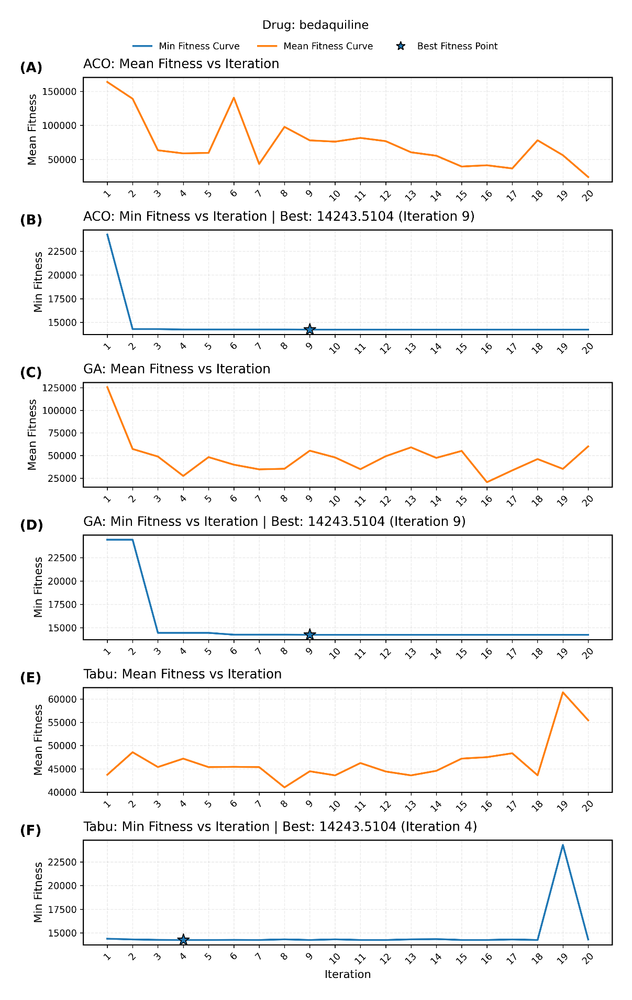 Drug: bedaquiline
Min Fitness Curve Mean Fitness Curve Best Fitness Point
(A) ACO: Mean Fitness vs Iteration
Mean Fitness
150000
100000
50000
1 2 3 4 5 6 7 8 9 10 11 12 13 14 15 16 17 18 19 20
(B) ACO: Min Fitness vs Iteration | Best: 14243.5104 (Iteration 9)
Min Fitness
22500
20000
17500
15000
1 2 3 4 5 6 7 8 9 10 11 12 13 14 15 16 17 18 19 20
(C) GA: Mean Fitness vs Iteration
Mean Fitness
125000
100000
75000
50000
25000
1 2 3 4 5 6 7 8 9 10 11 12 13 14 15 16 17 18 19 20
(D) GA: Min Fitness vs Iteration | Best: 14243.5104 (Iteration 9)
Min Fitness
22500
20000
17500
15000
1 2 3 4 5 6 7 8 9 10 11 12 13 14 15 16 17 18 19 20
(E) Tabu: Mean Fitness vs Iteration
Mean Fitness
60000
55000
50000
45000
40000
1 2 3 4 5 6 7 8 9 10 11 12 13 14 15 16 17 18 19 20
(F) Tabu: Min Fitness vs Iteration | Best: 14243.5104 (Iteration 4)
Min Fitness
22500
20000
17500
15000
1 2 3 4 5 6 7 8 9 10 11 12 13 14 15 16 17 18 19 20
Iteration